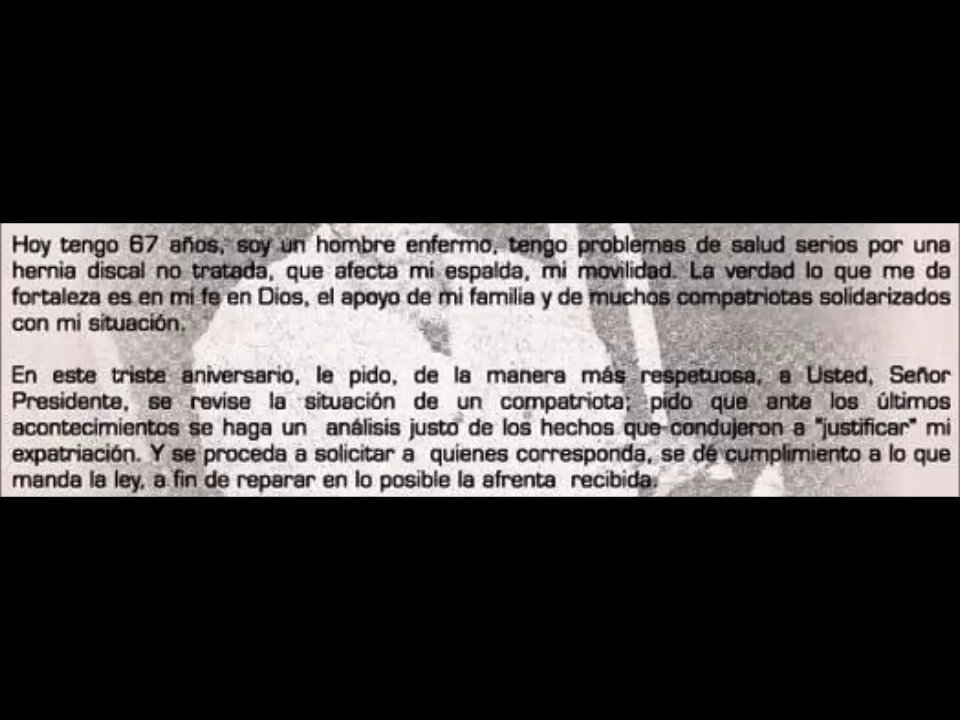 Hoy tengo 67 años, soy un hombre enfermo, tengo problemas de salud serios por una
hernia discal no tratada, que afecta mi espalda, mi movilidad. La verdad lo que me da
fortaleza es en mi fe en Dios, el apoyo de mi familia y de muchos compatriotas solidarizados
con mi situación.
En este triste aniversario, le pido, de la manera más respetuosa, a Usted, Señor
Presidente, se revise la situación de un compatriota; pido que ante los últimos
acontecimientos se haga un análisis justo de los hechos que condujeron a "justificar" mi
expatriación. Y se proceda a solicitar a quienes corresponda, se dé cumplimiento a lo que
manda la ley, a fin de reparar en lo posible la afrenta recibida.